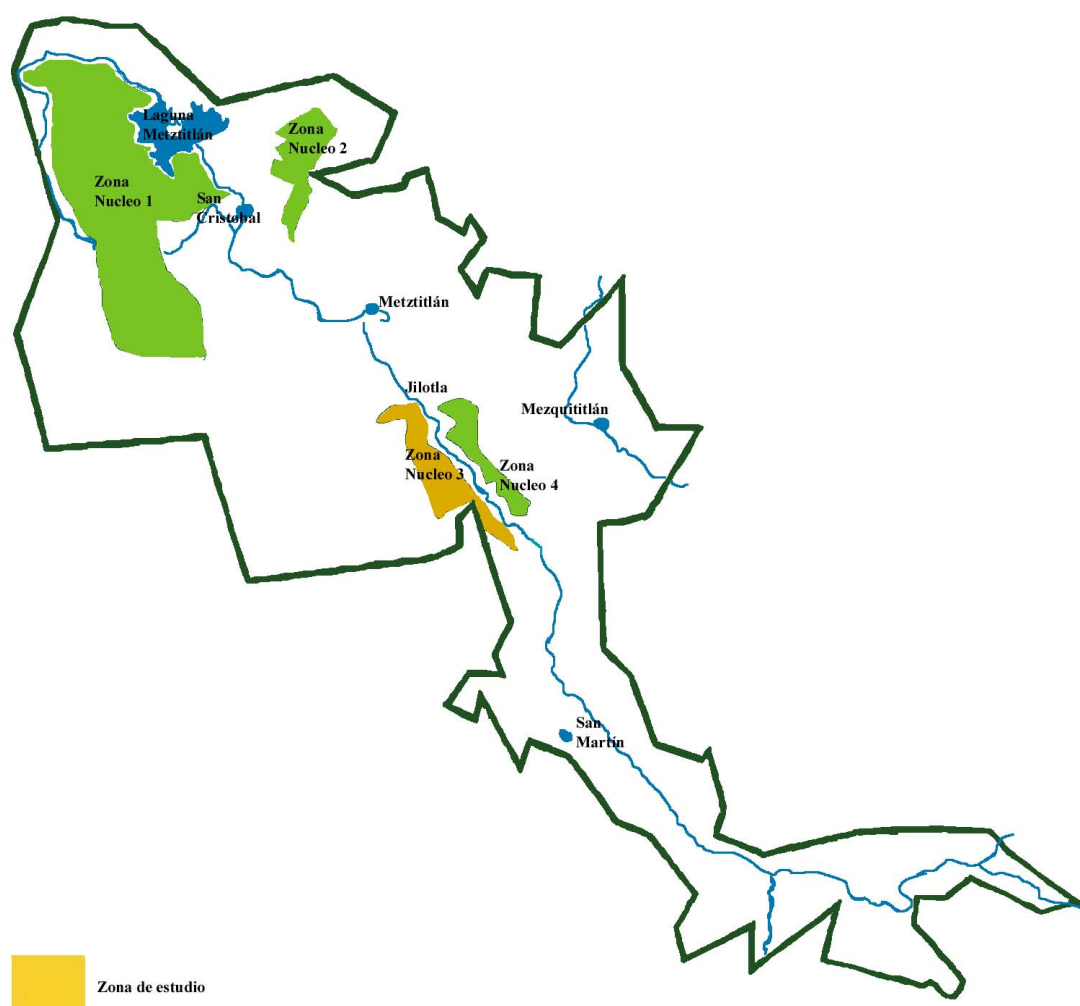 Laguna
Metztitlán
Zona
Nucleo 2
Zona
Nucleo 1
San
Cristobal
Metztitlán
Jilotla
Mezquititlán
Zona
Nucleo 3
Zona
Nucleo 4
San
Martín
Zona de estudio